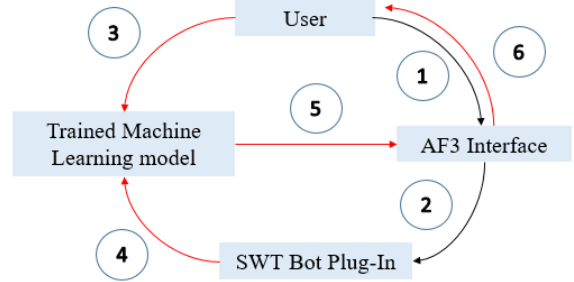 User
3
6
1
5
Trained Machine
Learning model
AF3 Interface
2
4
SWT Bot Plug-In